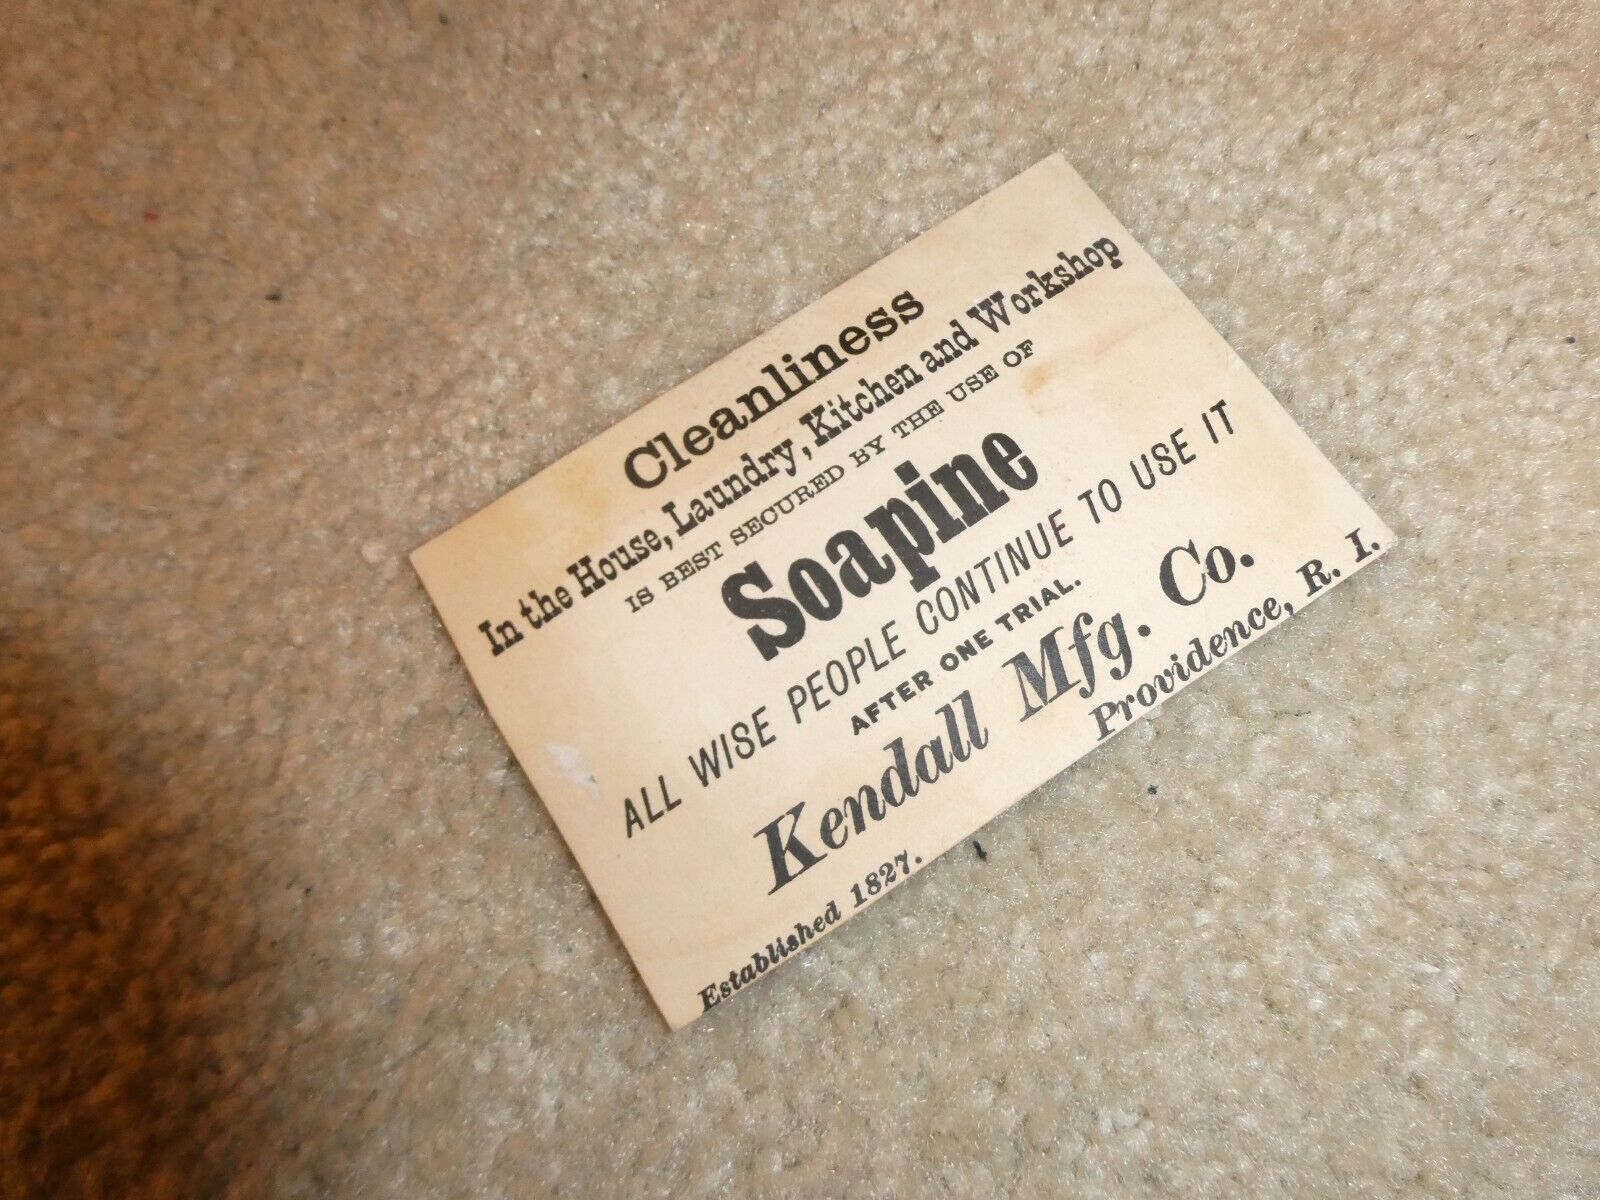 Cleanliness
In the House, Laundry, Kitchen and Workshop
IS BEST SECURED BY THE USE OF
Soapine
ALL WISE PEOPLE CONTINUE TO USE IT
AFTER ONE TRIAL.
Kendall Mfg. Co.
Established 1827. Providence, R. I.